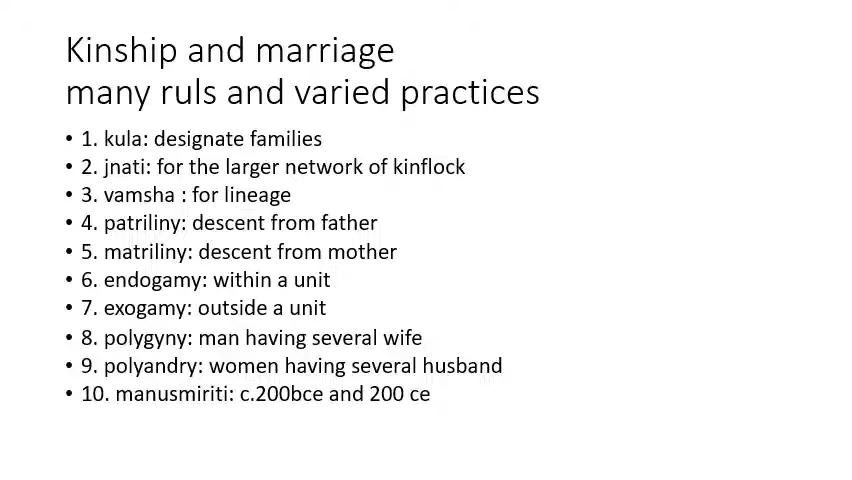 Kinship and marriage
many ruls and varied practices
• 1. kula: designate families
• 2. jnati: for the larger network of kinflock
• 3. vamsha : for lineage
• 4. patriliny: descent from father
• 5. matriliny: descent from mother
• 6. endogamy: within a unit
• 7. exogamy: outside a unit
• 8. polygyny: man having several wife
• 9. polyandry: women having several husband
• 10. manusmiriti: c.200bce and 200 ce